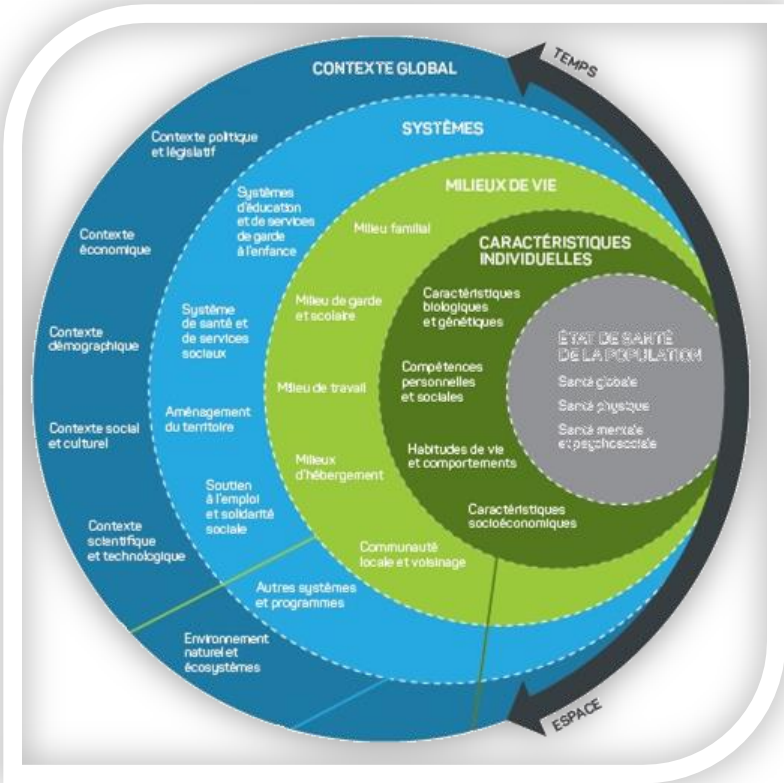 TEMPS
CONTEXTE GLOBAL
Contexte politique
et législatif
Contexte
économique
Contexte
démographique
Contexte social
et culturel
Contexte
scientifique
et technologique
Environnement
naturel et
écosystèmes
SYSTÈMES
Systèmes
d'éducation
et de services
de garde
à l'enfance
Système
de santé et
de services
sociaux
Aménagement
du territoire
Soutien
à l'emploi
et solidarité
sociale
Autres systèmes
et programmes
MILIEUX DE VIE
Milieu familial
Milieu de garde
et scolaire
Milieu de travail
Milieux
d'hébergement
Communauté
locale et voisinage
CARACTÉRISTIQUES
INDIVIDUELLES
Caractéristiques
biologiques
et génétiques
Compétences
personnelles
et sociales
Habitudes de vie
et comportements
Caractéristiques
socioéconomiques
ÉTAT DE SANTÉ
DE LA POPULATION
Santé globale
Santé physique
Santé mentale
et psychosociale
ESPACE